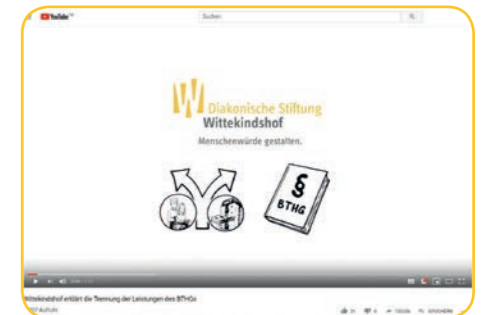 YouTube
Suchen
Diakonische Stiftung
Wittekindshof
Menschenwürde gestalten.
§
BTHG
Wittekindshof erklärt die Trennung der Leistungen des BTHGs